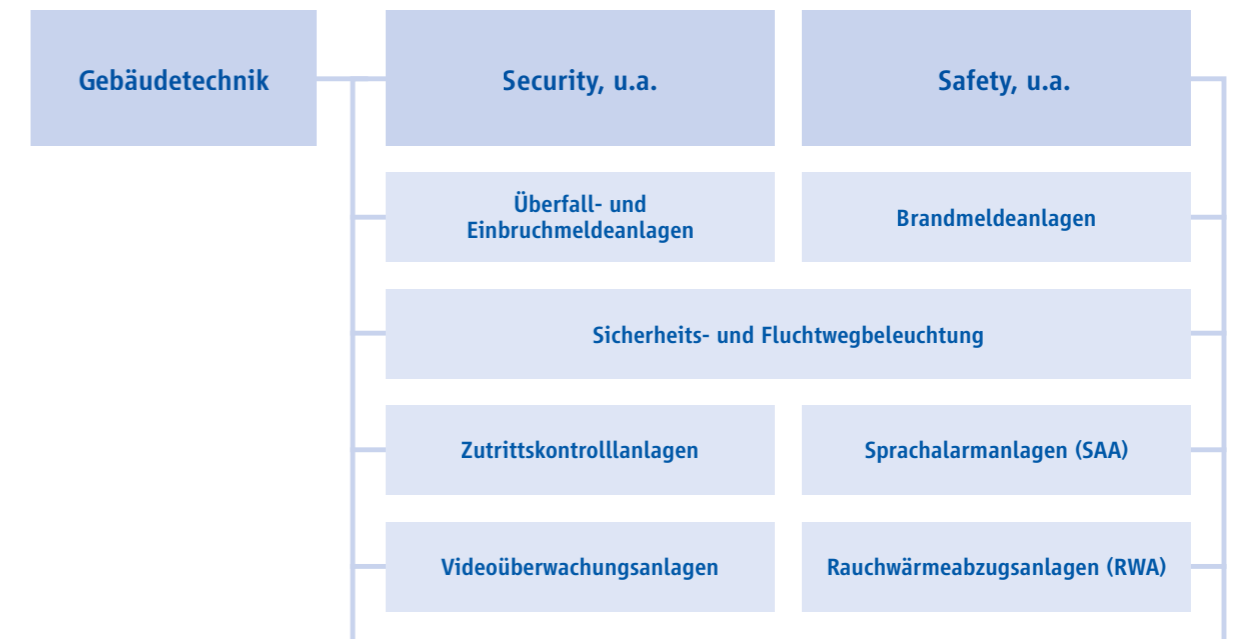 Gebäudetechnik
Security, u.a.
Safety, u.a.
Überfall- und
Einbruchmeldeanlagen
Brandmeldeanlagen
Sicherheits- und Fluchtwegbeleuchtung
Zutrittskontrolllanlagen
Sprachalarmanlagen (SAA)
Videoüberwachungsanlagen
Rauchwärmeabzugsanlagen (RWA)